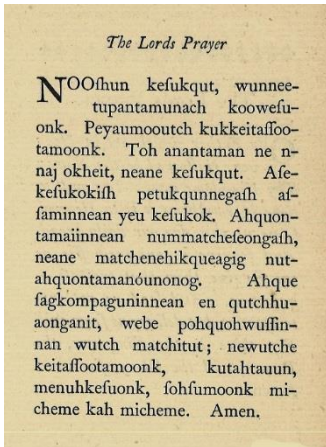 The Lords Prayer
NOOſhun keſukqut, wunnee-
tupantamunach kooweſu-
onk. Peyaumooutch kukkeitaſſoo-
tamoonk. Toh anantaman ne n-
naj okheit, neane keſukqut. Aſe-
keſukokiſh petukqunnegaſh aſ-
ſaminnean yeu keſukok. Ahquon-
tamaiinnean nummatcheſeongaſh,
neane matchenehikqueagig nut-
ahquontamanóunonog. Ahque
ſagkompaguninnean en qutchhu-
aonganit, webe pohquohwuſſin-
nan wutch matchitut; newutche
keitaſſootamoonk, kutahtauun,
menuhkeſuonk, ſohſumoonk mi-
cheme kah micheme. Amen.